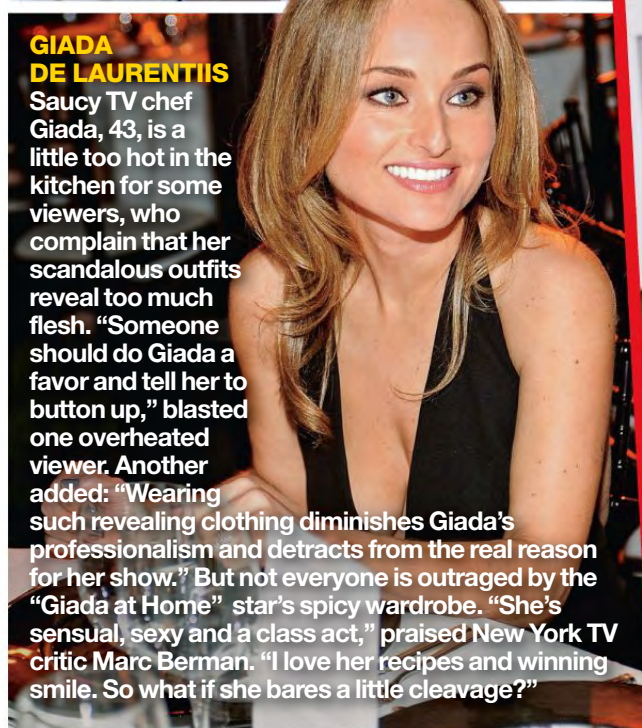 GIADA
DE LAURENTIIS
Saucy TV chef
Giada, 43, is a
little too hot in the
kitchen for some
viewers, who
complain that her
scandalous outfits
reveal too much
flesh. “Someone
should do Giada a
favor and tell her to
button up,” blasted
one overheated
viewer. Another
added: “Wearing
such revealing clothing diminishes Giada’s
professionalism and detracts from the real reason
for her show.” But not everyone is outraged by the
“Giada at Home” star’s spicy wardrobe. “She’s
sensual, sexy and a class act,” praised New York TV
critic Marc Berman. “I love her recipes and winning
smile. So what if she bares a little cleavage?”